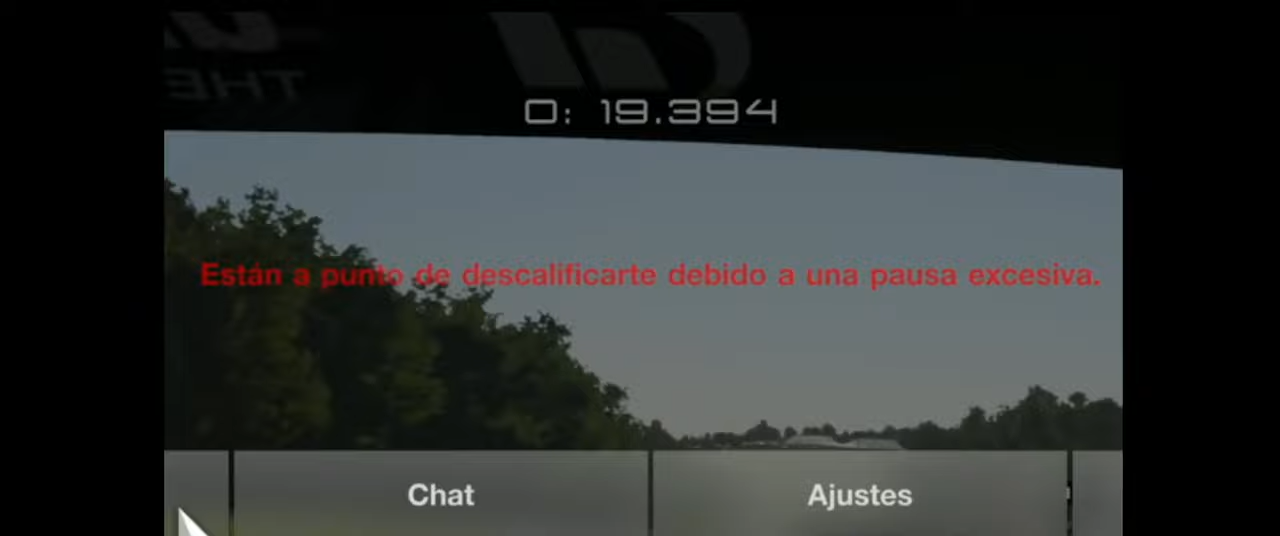 0: 19.394
Están a punto de descalificarte debido a una pausa excesiva.
Chat
Ajustes